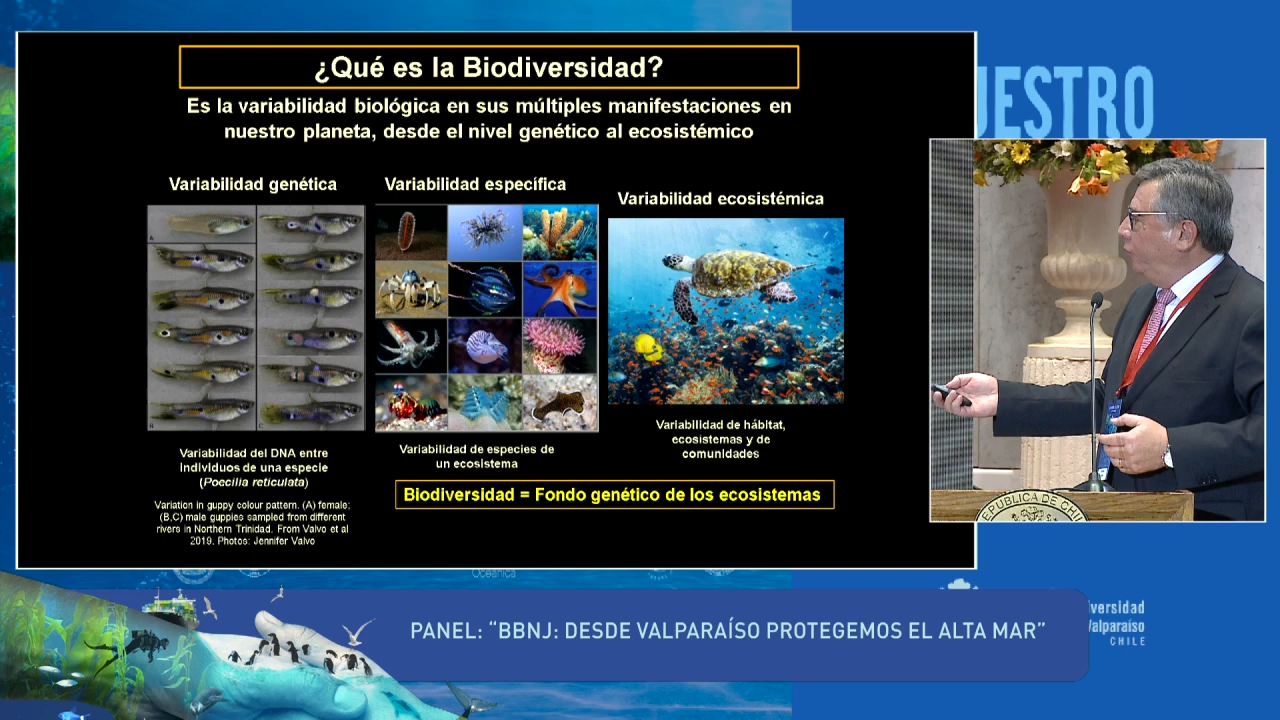 ¿Qué es la Biodiversidad?
Es la variabilidad biológica en sus múltiples manifestaciones en
nuestro planeta, desde el nivel genético al ecosistémico
Variabilidad genética
Variabilidad específica
Variabilidad ecosistémica
A
B
C
Variabilidad del DNA entre
individuos de una especie
(Poecilia reticulata)
Variation in guppy colour pattern. (A) female;
(B,C) male guppies sampled from different
rivers in Northern Trinidad. From Valvo et al
2019, Photos: Jennifer Valvo
Variabilidad de especies de
un ecosistema
Variabilidad de hábitat,
ecosistemas y de
comunidades
Biodiversidad = Fondo genético de los ecosistemas
UESTRO
EPUBLICA DE CHI
Oceánica
PANEL: “BBNJ: DESDE VALPARAÍSO PROTEGEMOS EL ALTA MAR”
iversidad
Valparaíso
CHILE